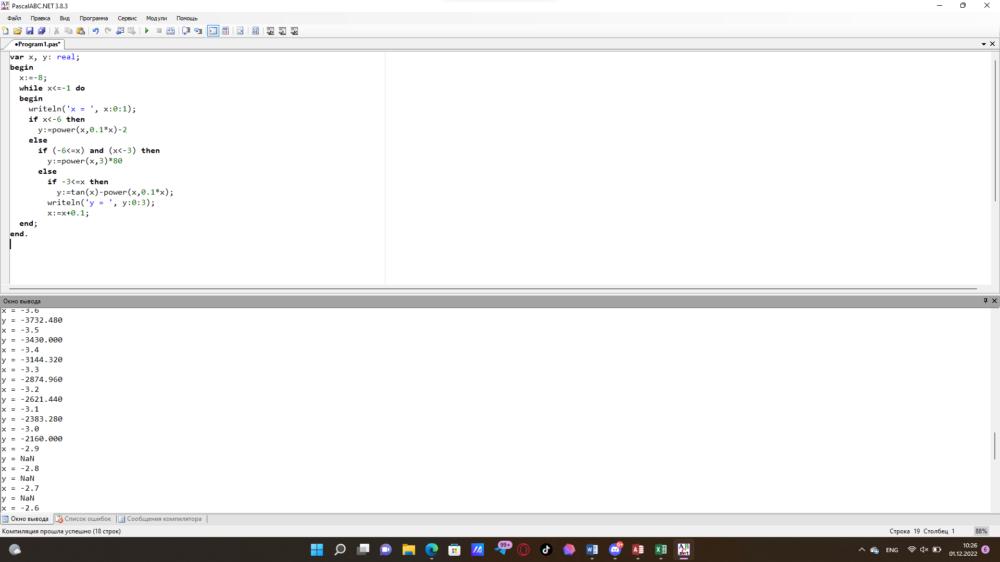 PascalABC.NET 3.8.3
Файл Правка Вид Программа Сервис Модули Помощь
•Program1.pas*
var x, y: real;
begin
x:=-8;
while x<=-1 do
begin
writeln('x = ', x:0:1);
if x<-6 then
y:=power(x,0.1*x)-2
else
if (-6<=x) and (x<-3) then
y:=power(x,3)*80
else
if -3<=x then
y:=tan(x)-power(x,0.1*x);
writeln('y = ', y:0:3);
x:=x+0.1;
end;
end.
Окно вывода
x = -3.6
y = -3732.480
x = -3.5
y = -3430.000
x = -3.4
y = -3144.320
x = -3.3
y = -2874.960
x = -3.2
y = -2621.440
x = -3.1
y = -2383.280
x = -3.0
y = -2160.000
x = -2.9
y = NaN
x = -2.8
y = NaN
x = -2.7
y = NaN
x = -2.6
Окно вывода Список ошибок Сообщения компилятора
Компиляция прошла успешно (18 строк) Строка 19 Столбец 1 88%
99+ 9+ ENG 10:26 6
01.12.2022